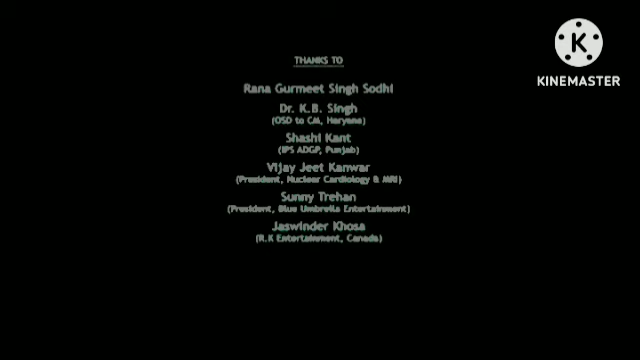 THANKS TO
Rana Gurmeet Singh Sodhi
Dr. K.B. Singh
(OSD to CM, Haryana)
Shashi Kant
(IPS ADGP, Punjab)
Vijay Jeet Kanwar
(President, Nuclear Cardiology & MRI)
Sunny Trehan
(President, Blue Umbrella Entertainment)
Jaswinder Khosa
(R.K Entertainment, Canada)
K
KINEMASTER